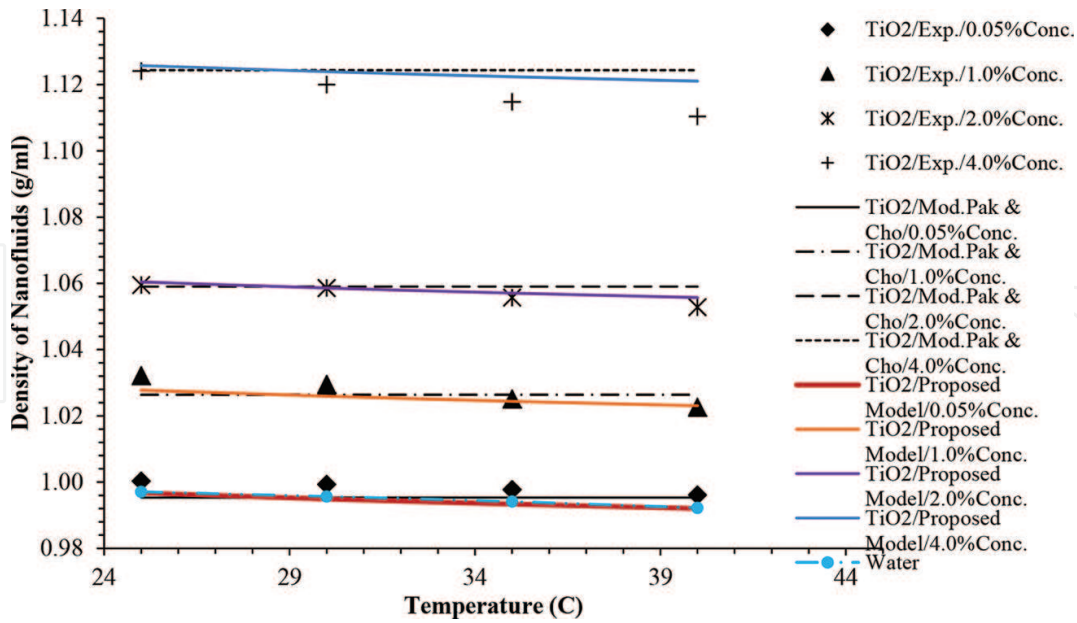 1.14
1.12
1.10
1.08
1.06
1.04
1.02
1.00
0.98
Density of Nanofluids (g/ml)
24
29
34
39
44
Temperature (C)
TiO2/Exp./0.05%Conc.
TiO2/Exp./1.0%Conc.
TiO2/Exp./2.0%Conc.
TiO2/Exp./4.0%Conc.
TiO2/Mod.Pak &
Cho/0.05%Conc.
TiO2/Mod.Pak &
Cho/1.0%Conc.
TiO2/Mod.Pak &
Cho/2.0%Conc.
TiO2/Mod.Pak &
Cho/4.0%Conc.
TiO2/Proposed
Model/0.05%Conc.
TiO2/Proposed
Model/1.0%Conc.
TiO2/Proposed
Model/2.0%Conc.
TiO2/Proposed
Model/4.0%Conc.
Water